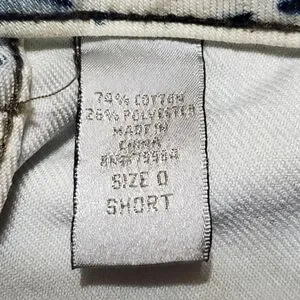 74% COTTON
26% POLYESTER
MADE IN
CHINA
SIZE 0
SHORT